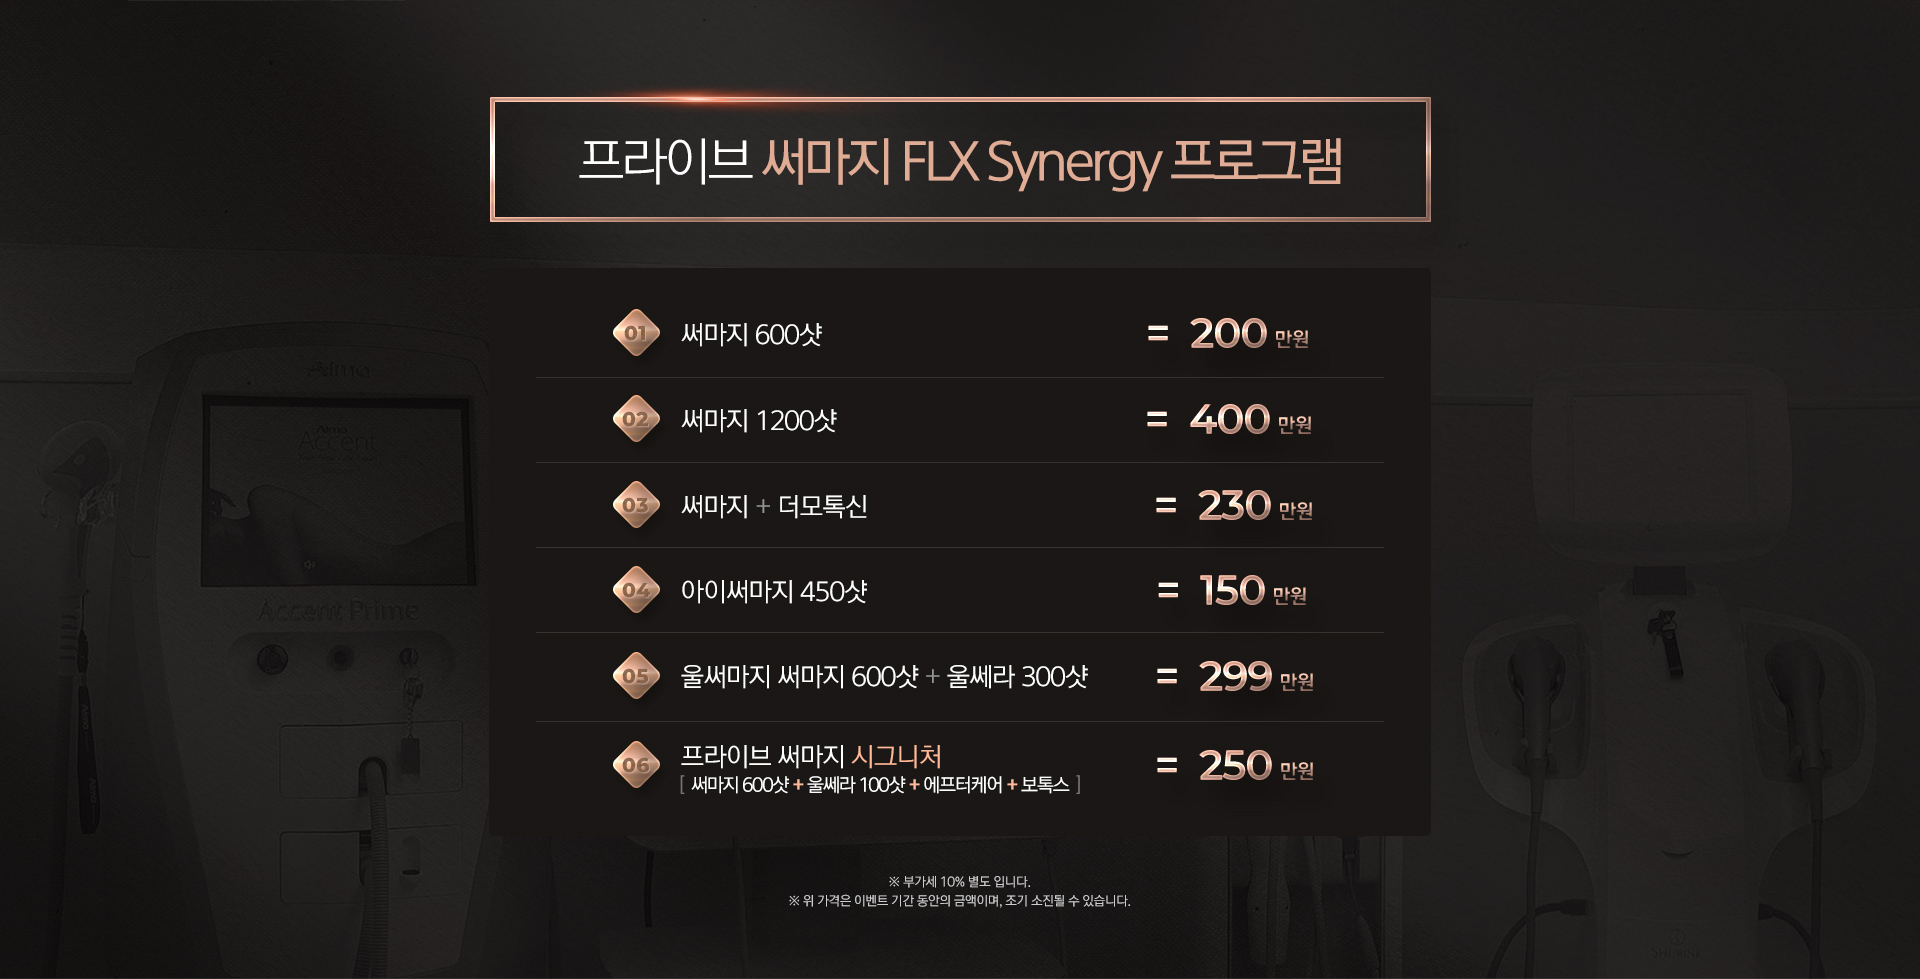 프라이브 써마지 FLX Synergy 프로그램
01 써마지 600샷 = 200 만원
02 써마지 1200샷 = 400 만원
03 써마지 + 더모톡신 = 230 만원
04 아이써마지 450샷 = 150 만원
05 울써마지 써마지 600샷 + 울쎄라 300샷 = 299 만원
06 프라이브 써마지 시그니처 = 250 만원
[ 써마지 600샷 + 울쎄라 100샷 + 에프터케어 + 보톡스 ]
Alma
Alma
Accent
Accent Prime
※ 부가세 10% 별도 입니다.
※ 위 가격은 이벤트 기간 동안의 금액이며, 조기 소진될 수 있습니다.